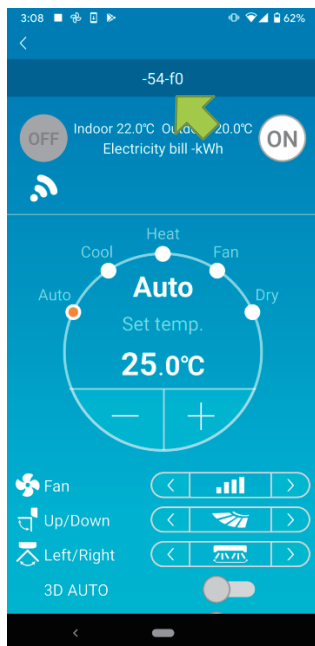 3:08 62%
-54-f0
OFF Indoor 22.0℃ 20.0℃ ON
Electricity bill -kWh
Heat
Cool Fan
Auto Auto Dry
Set temp.
25.0℃
Fan
Up/Down
Left/Right
3D AUTO